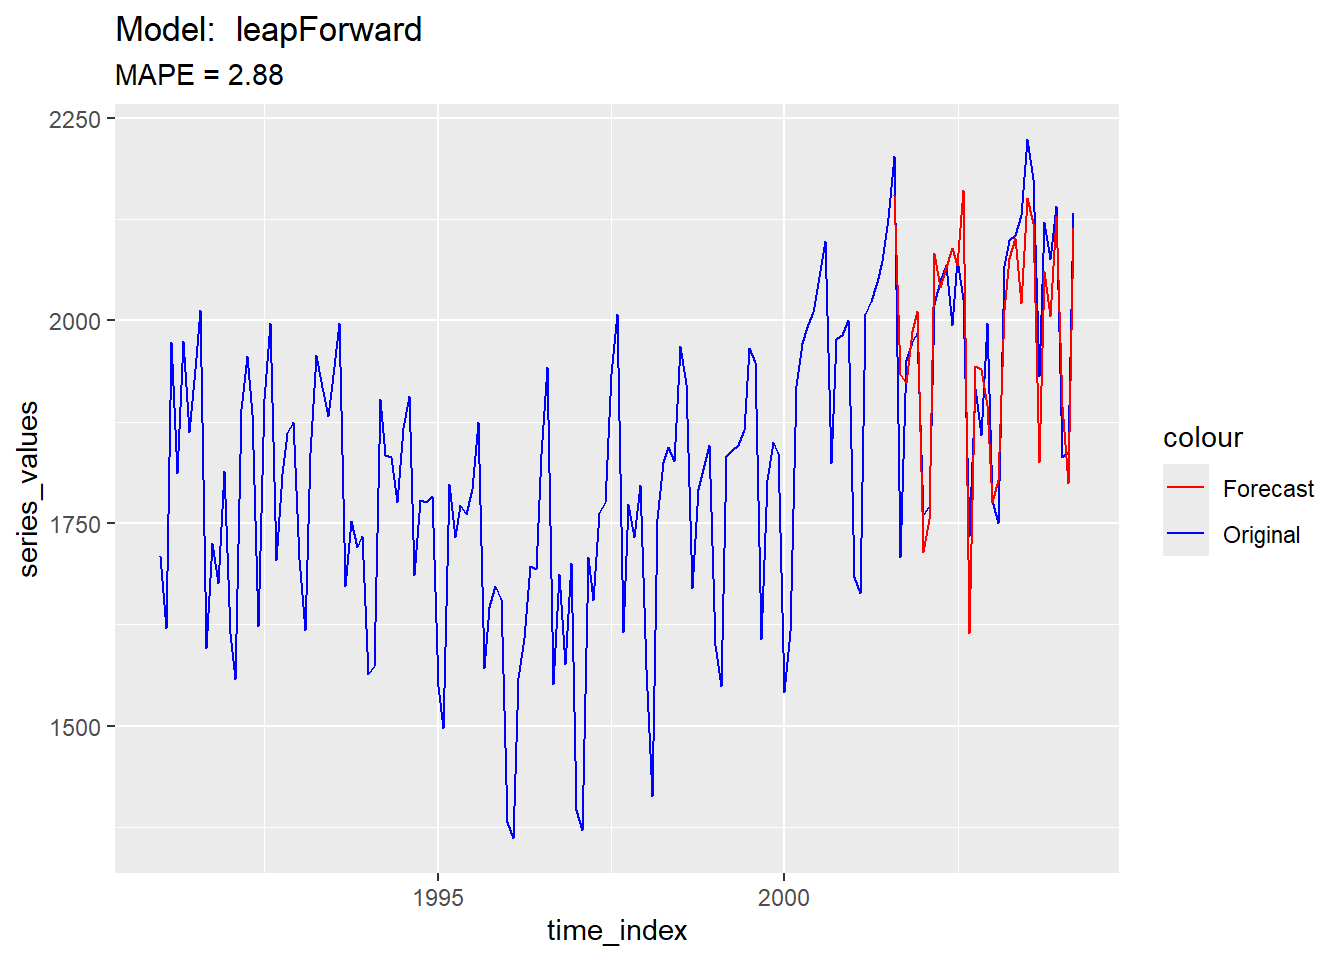 Model:  leapForward
MAPE = 2.88
2250
2000
1750
1500
series_values
1995
2000
time_index
colour
Forecast
Original